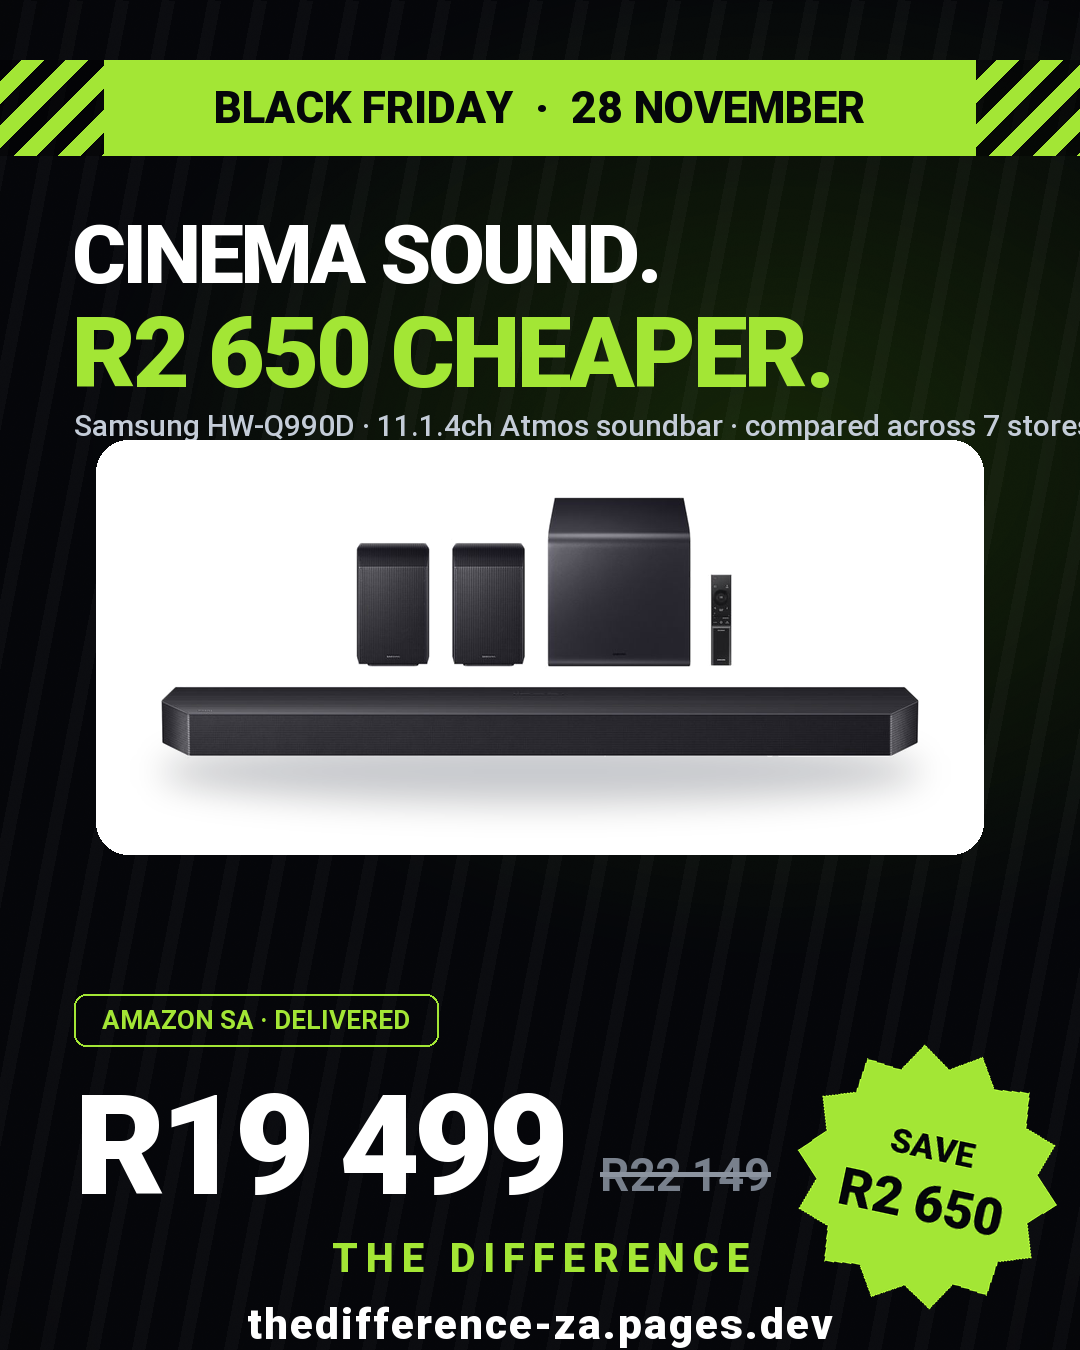 BLACK FRIDAY · 28 NOVEMBER
CINEMA SOUND.
R2 650 CHEAPER.
Samsung HW-Q990D · 11.1.4ch Atmos soundbar · compared across 7 stores
AMAZON SA · DELIVERED
R19 499 R22 149
SAVE
R2 650
THE DIFFERENCE
thedifference-za.pages.dev